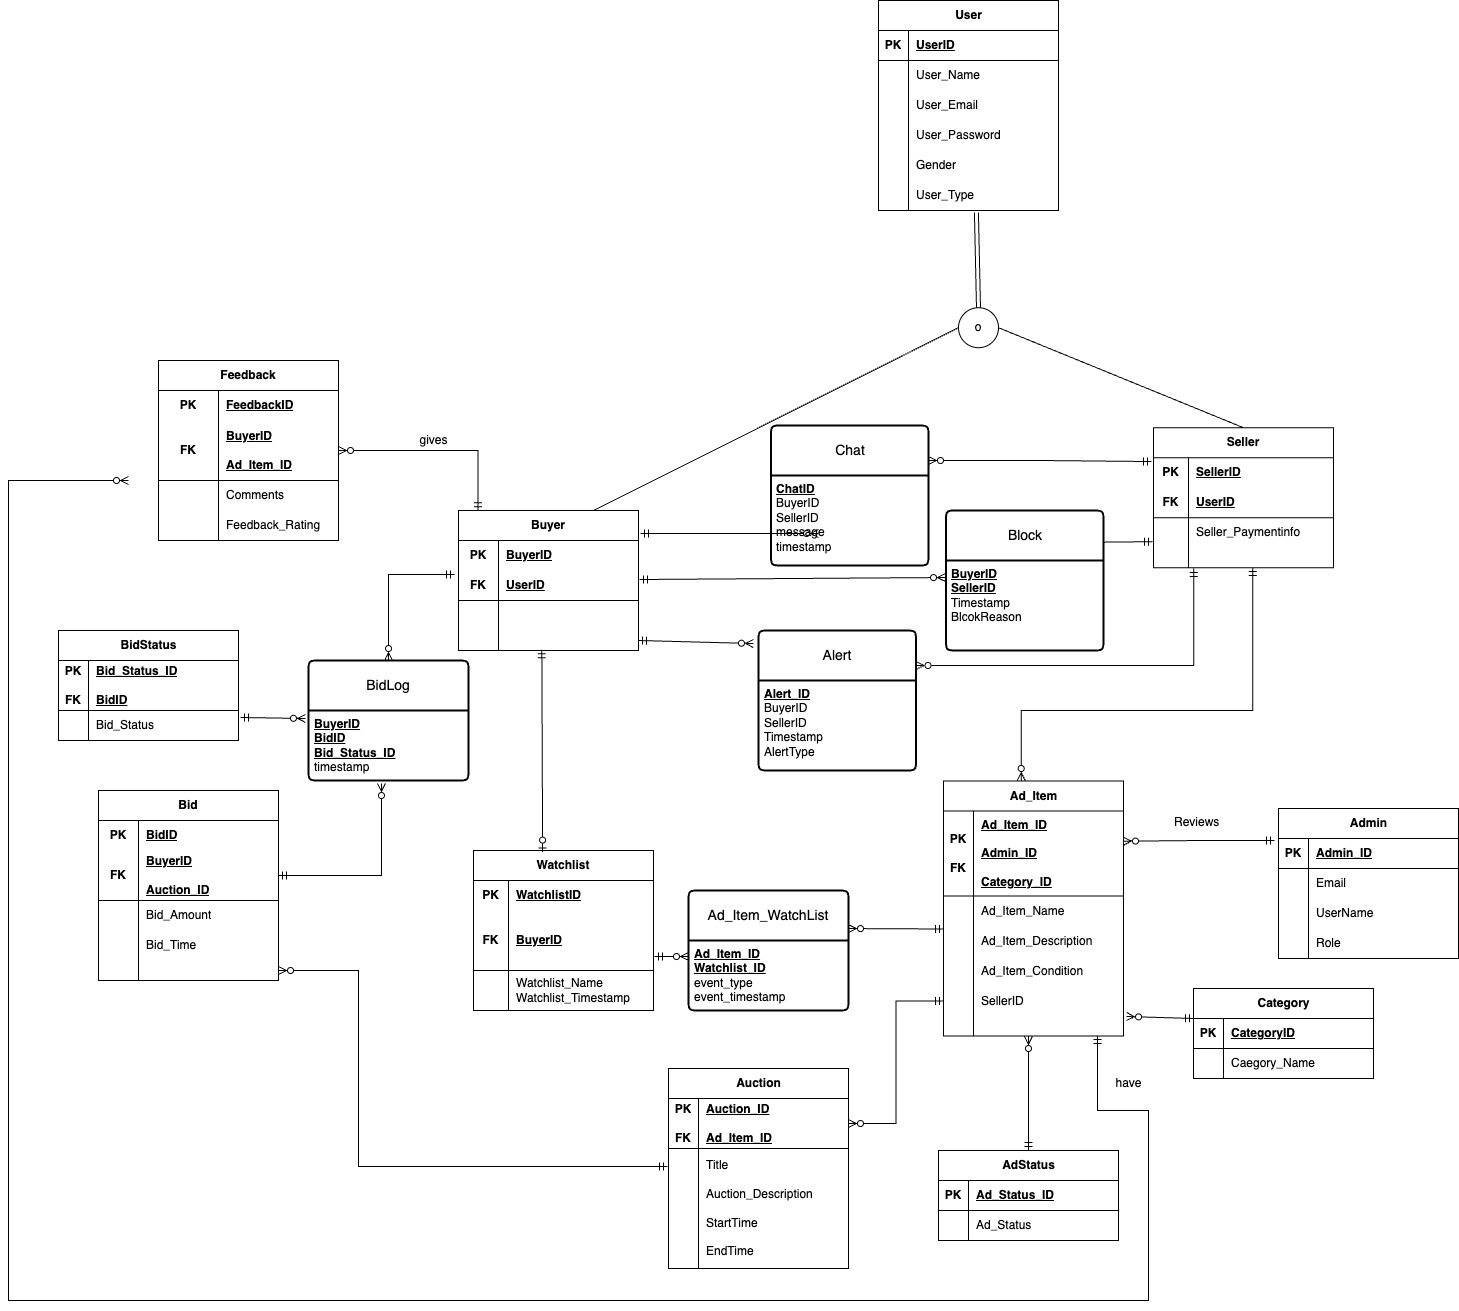 User
PK UserID
User_Name
User_Email
User_Password
Gender
User_Type
o
Feedback
PK FeedbackID
FK BuyerID
Ad_Item_ID
Comments
Feedback_Rating
gives
Buyer
PK BuyerID
FK UserID
Chat
ChatID
BuyerID
SellerID
message
timestamp
Seller
PK SellerID
FK UserID
Seller_Paymentinfo
Block
BuyerID
SellerID
Timestamp
BlcokReason
Alert
Alert_ID
BuyerID
SellerID
Timestamp
AlertType
BidStatus
PK Bid_Status_ID
FK BidID
Bid_Status
BidLog
BuyerID
BidID
Bid_Status_ID
timestamp
Bid
PK BidID
FK BuyerID
Auction_ID
Bid_Amount
Bid_Time
Watchlist
PK WatchlistID
FK BuyerID
Watchlist_Name
Watchlist_Timestamp
Ad_Item_WatchList
Ad_Item_ID
Watchlist_ID
event_type
event_timestamp
Ad_Item
PK Ad_Item_ID
FK Admin_ID
Category_ID
Ad_Item_Name
Ad_Item_Description
Ad_Item_Condition
SellerID
Reviews
Admin
PK Admin_ID
Email
UserName
Role
Category
PK CategoryID
Caegory_Name
have
Auction
PK Auction_ID
FK Ad_Item_ID
Title
Auction_Description
StartTime
EndTime
AdStatus
PK Ad_Status_ID
Ad_Status